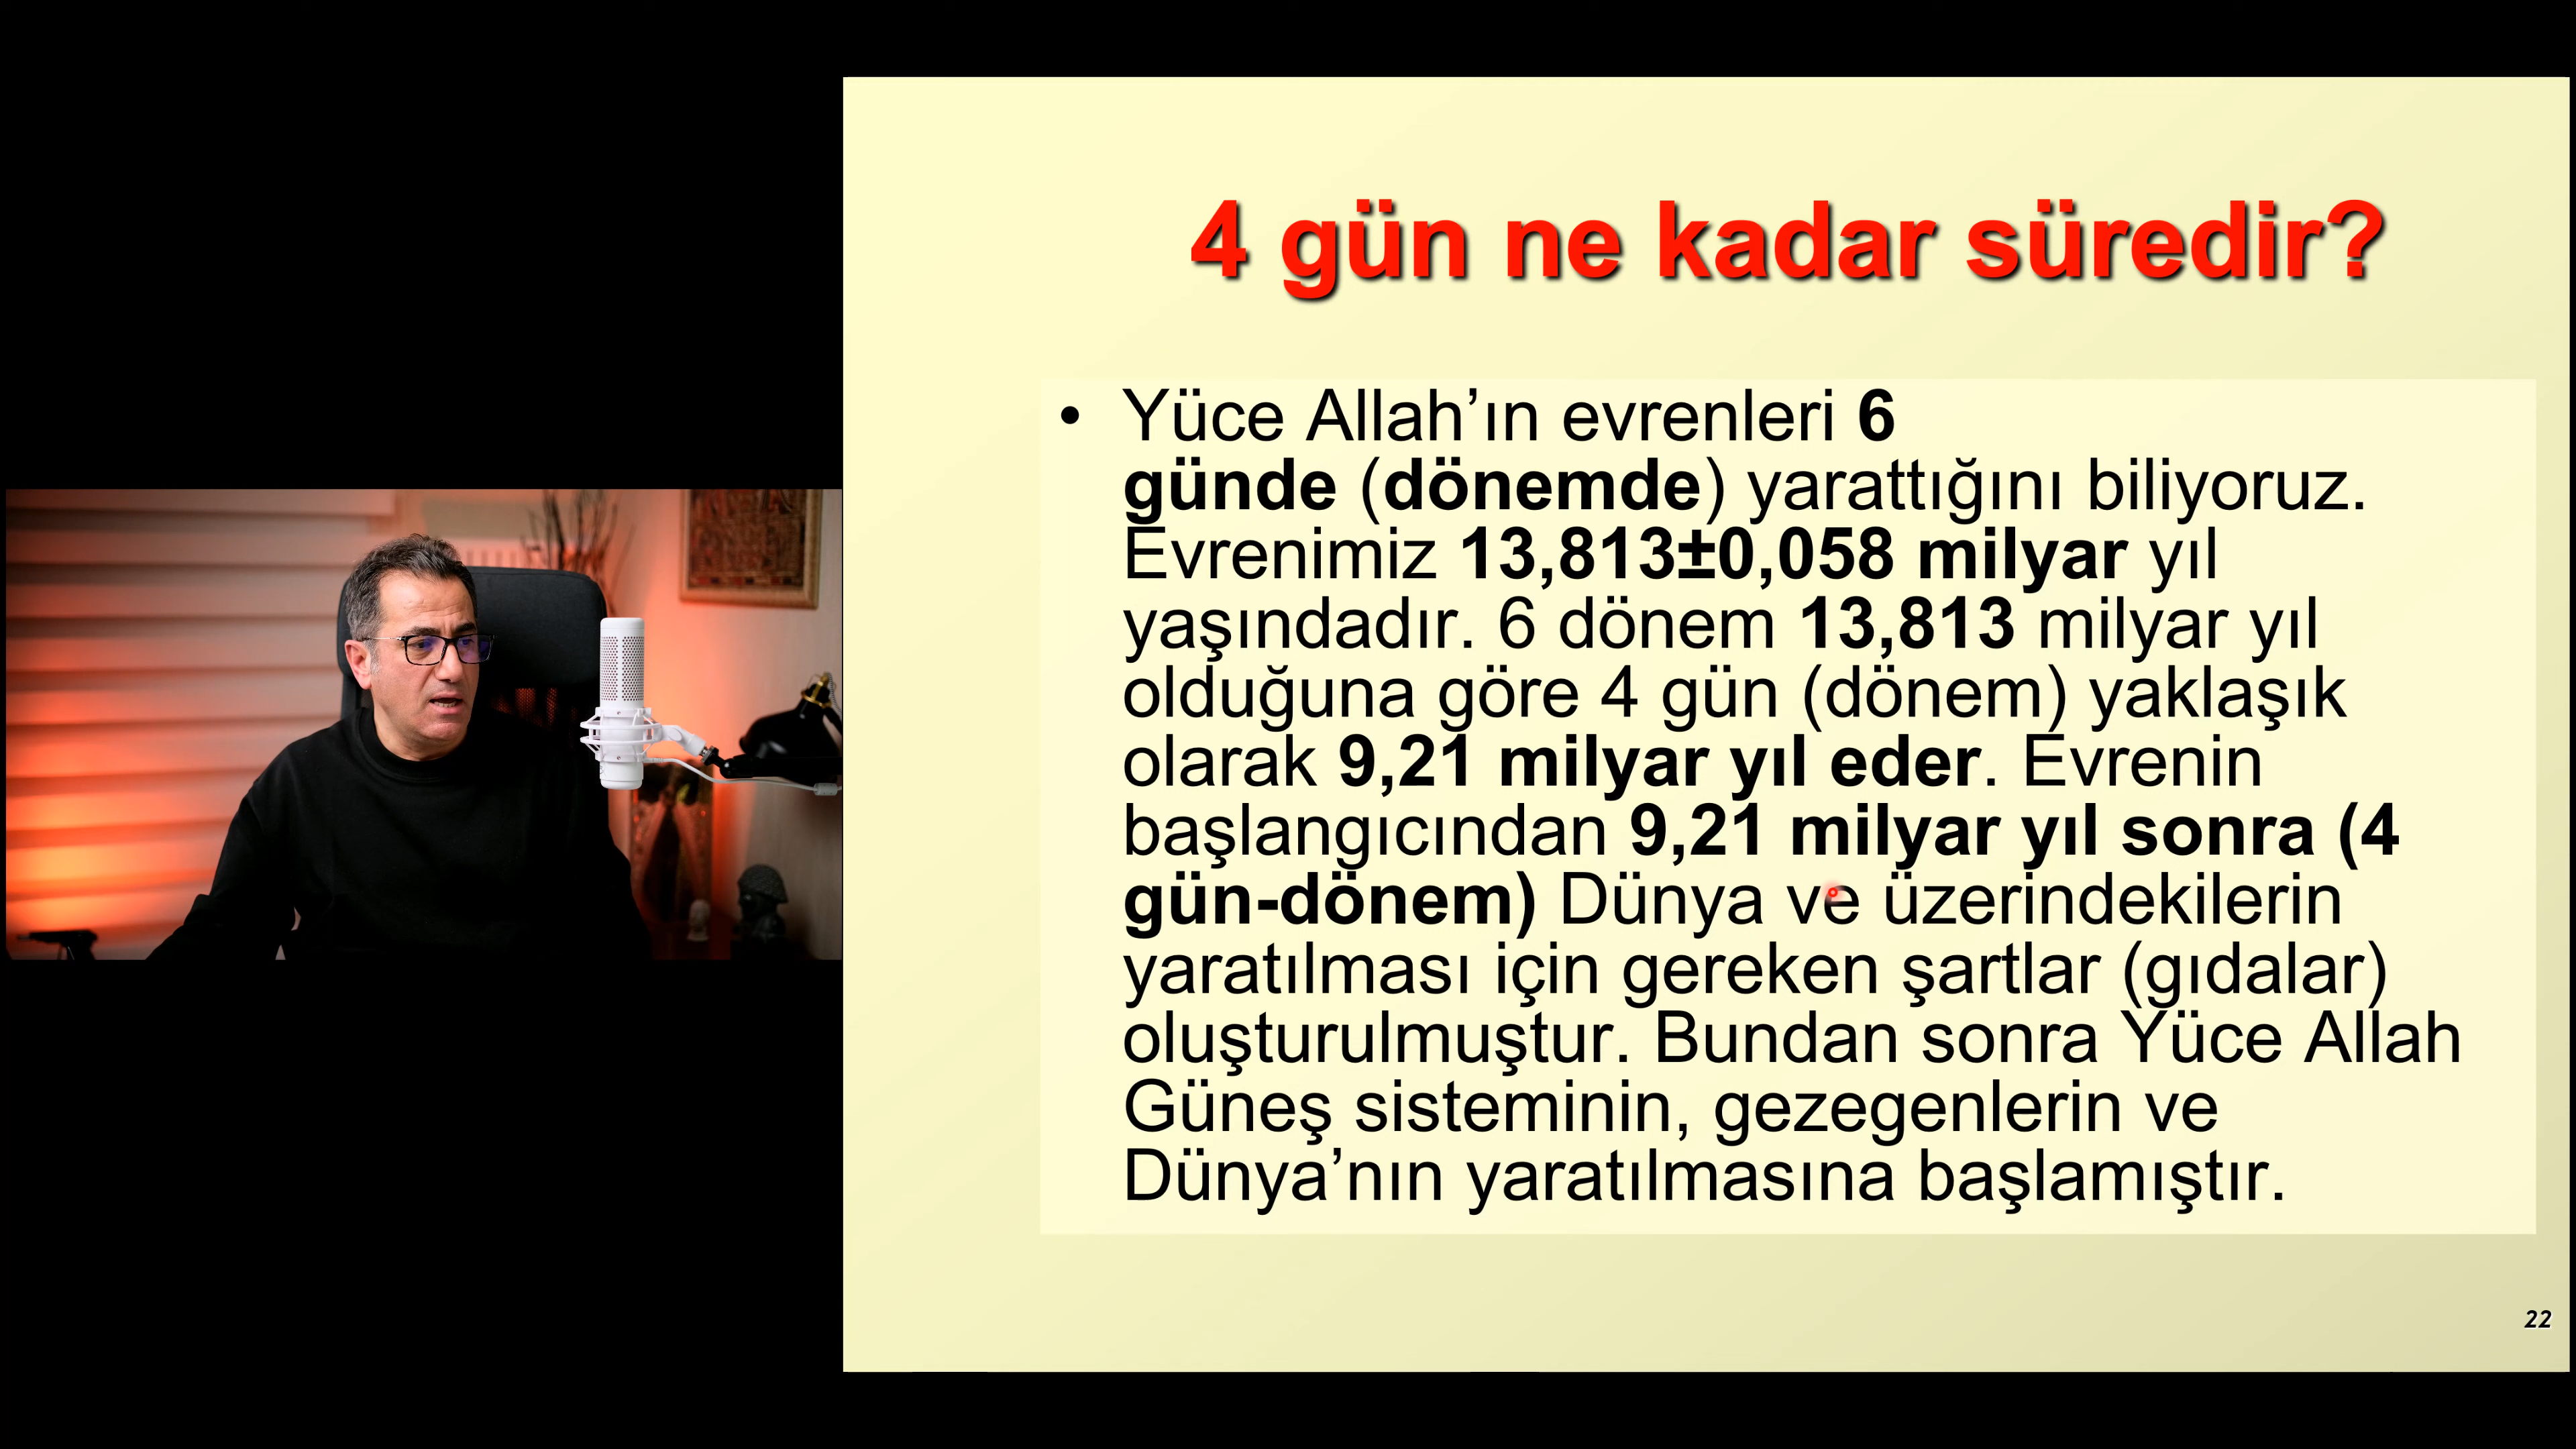 4 gün ne kadar süredir?
• Yüce Allah’ın evrenleri 6
günde (dönemde) yarattığını biliyoruz.
Evrenimiz 13,813±0,058 milyar yıl
yaşındadır. 6 dönem 13,813 milyar yıl
olduğuna göre 4 gün (dönem) yaklaşık
olarak 9,21 milyar yıl eder. Evrenin
başlangıcından 9,21 milyar yıl sonra (4
gün-dönem) Dünya ve üzerindekilerin
yaratılması için gereken şartlar (gıdalar)
oluşturulmuştur. Bundan sonra Yüce Allah
Güneş sisteminin, gezegenlerin ve
Dünya’nın yaratılmasına başlamıştır.
22